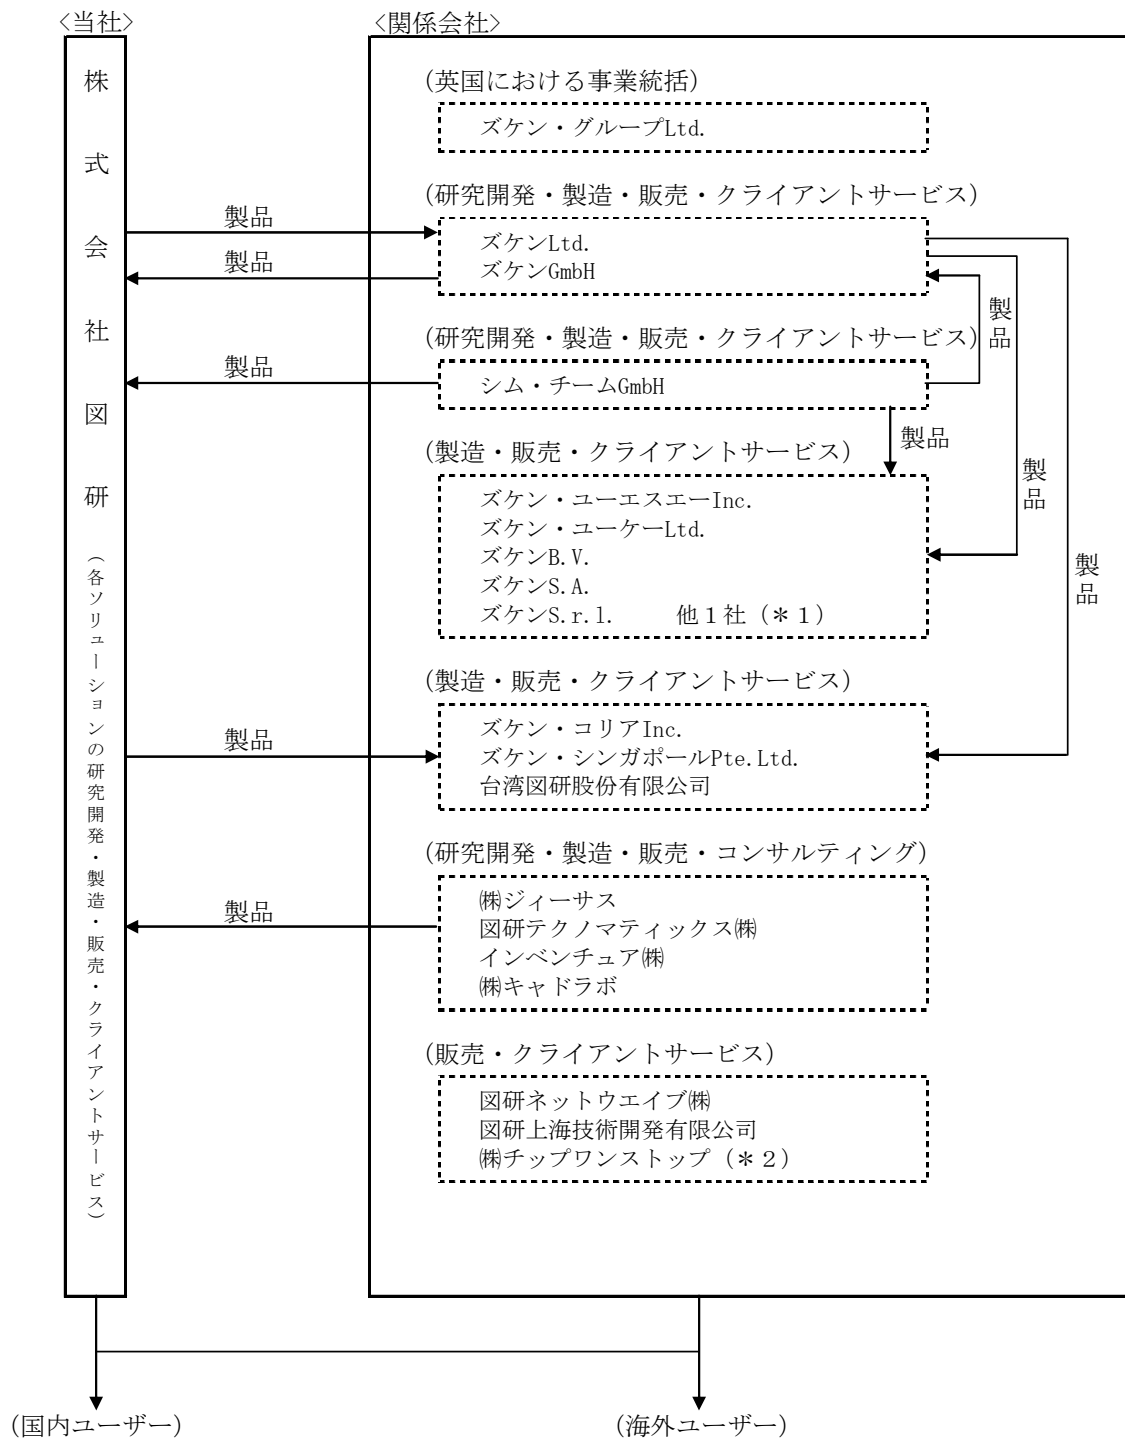 <当社>
株式会社図研
（各ソリューションの研究開発・製造・販売・クライアントサービス）
<関係会社>
(英国における事業統括)
ズケン・グループLtd.
(研究開発・製造・販売・クライアントサービス)
製品
ズケンLtd.
製品
ズケンGmbH
製品
(研究開発・製造・販売・クライアントサービス)
製品
シム・チームGmbH
製品
(製造・販売・クライアントサービス)
製品
ズケン・ユーエスエーInc.
ズケン・ユーケーLtd.
ズケンB.V.
ズケンS.A.
ズケンS.r.l.　他１社（＊１）
製品
(製造・販売・クライアントサービス)
製品
ズケン・コリアInc.
ズケン・シンガポールPte.Ltd.
台湾図研股份有限公司
(研究開発・製造・販売・コンサルティング)
製品
㈱ジィーサス
図研テクノマティックス㈱
インベンチュア㈱
㈱キャドラボ
(販売・クライアントサービス)
図研ネットウエイブ㈱
図研上海技術開発有限公司
㈱チップワンストップ（＊２）
(国内ユーザー)
(海外ユーザー)